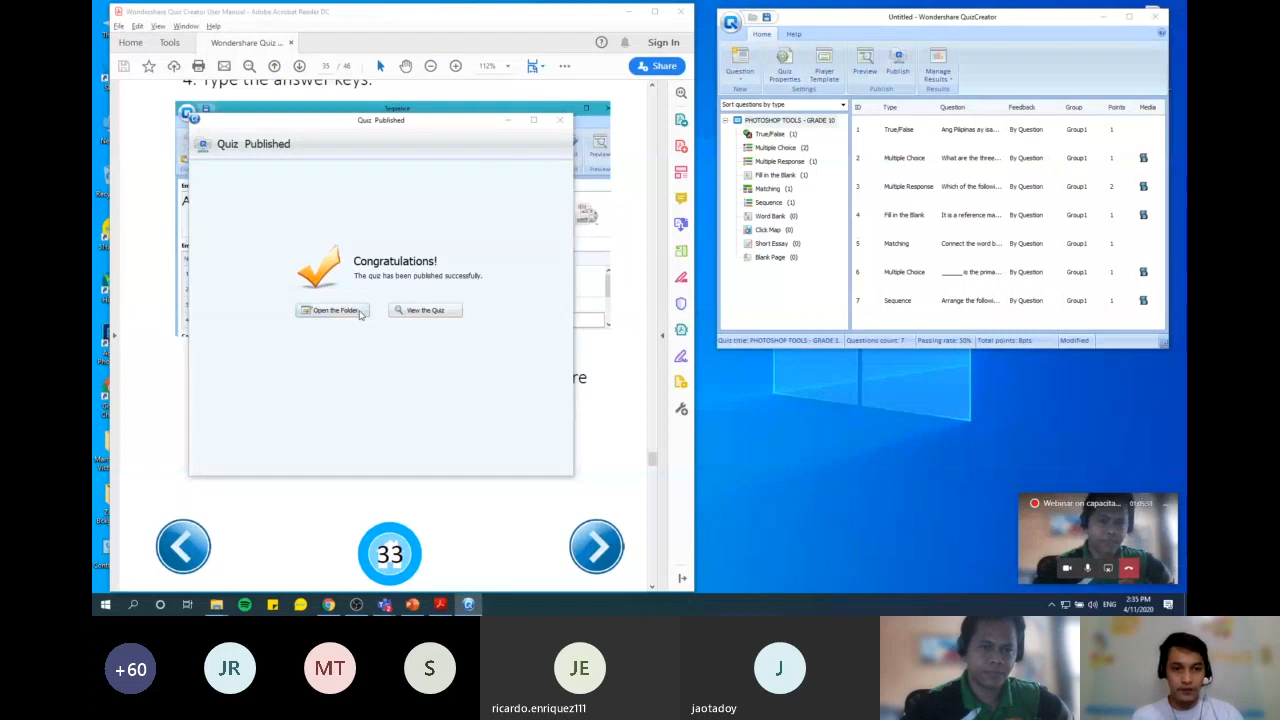 Wondershare Quiz Creator User Manual - Adobe Acrobat Reader DC
File Edit View Window Help
Home Tools Wondershare Quiz ... × Sign In
35 / 46 112% Share
4. Type the answer keys.
Sequence
Quiz Published
Quiz Published
Preview
Congratulations!
The quiz has been published successfully.
Open the Folder View the Quiz
re
33
Untitled - Wondershare QuizCreator
Home Help
Question Quiz Properties Player Template Preview Publish Manage Results
New Settings Publish Results
Sort questions by type
PHOTOSHOP TOOLS - GRADE 10
True/False (1)
Multiple Choice (2)
Multiple Response (1)
Fill in the Blank (1)
Matching (1)
Sequence (1)
Word Bank (0)
Click Map (0)
Short Essay (0)
Blank Page (0)
ID Type Question Feedback Group Points Media
1 True/False Ang Pilipinas ay isa... By Question Group1 1
2 Multiple Choice What are the three... By Question Group1 1
3 Multiple Response Which of the followi... By Question Group1 2
4 Fill in the Blank It is a reference ma... By Question Group1 1
5 Matching Connect the word b... By Question Group1 1
6 Multiple Choice ______ is the prima... By Question Group1 1
7 Sequence Arrange the followi... By Question Group1 1
Quiz title: PHOTOSHOP TOOLS - GRADE 1. Questions count: 7 Passing rate: 50% Total points: 8pts Modified
Webinar on capacita... 01:05:51
ENG 2:35 PM
4/11/2020
+60 JR MT S JE J
ricardo.enriquez111 jaotadoy